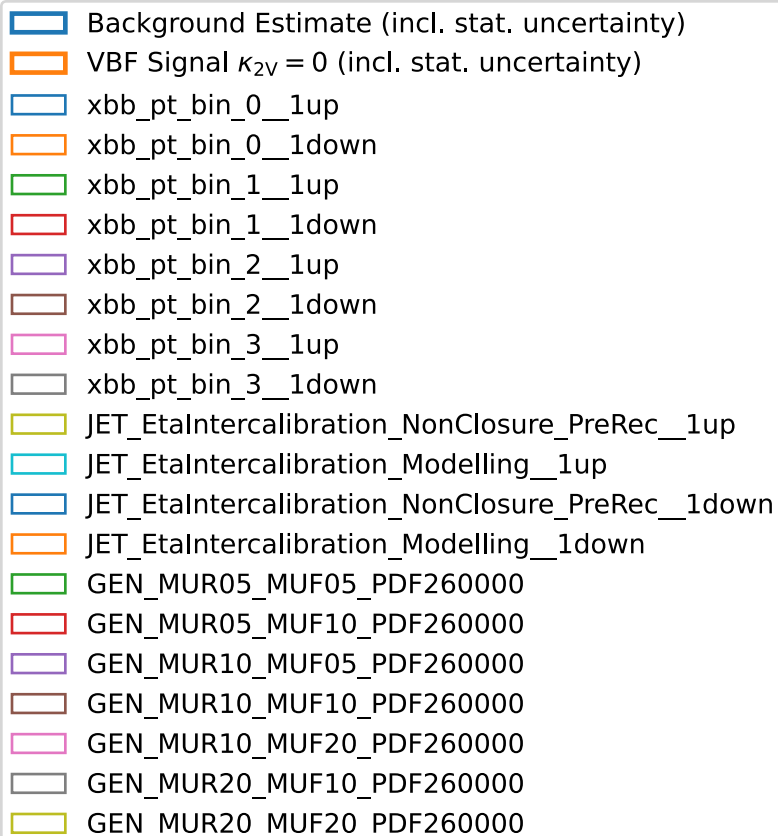 Background Estimate (incl. stat. uncertainty)
VBF Signal κ₂V = 0 (incl. stat. uncertainty)
xbb_pt_bin_0__1up
xbb_pt_bin_0__1down
xbb_pt_bin_1__1up
xbb_pt_bin_1__1down
xbb_pt_bin_2__1up
xbb_pt_bin_2__1down
xbb_pt_bin_3__1up
xbb_pt_bin_3__1down
JET_EtaIntercalibration_NonClosure_PreRec__1up
JET_EtaIntercalibration_Modelling__1up
JET_EtaIntercalibration_NonClosure_PreRec__1down
JET_EtaIntercalibration_Modelling__1down
GEN_MUR05_MUF05_PDF260000
GEN_MUR05_MUF10_PDF260000
GEN_MUR10_MUF05_PDF260000
GEN_MUR10_MUF10_PDF260000
GEN_MUR10_MUF20_PDF260000
GEN_MUR20_MUF10_PDF260000
GEN_MUR20_MUF20_PDF260000